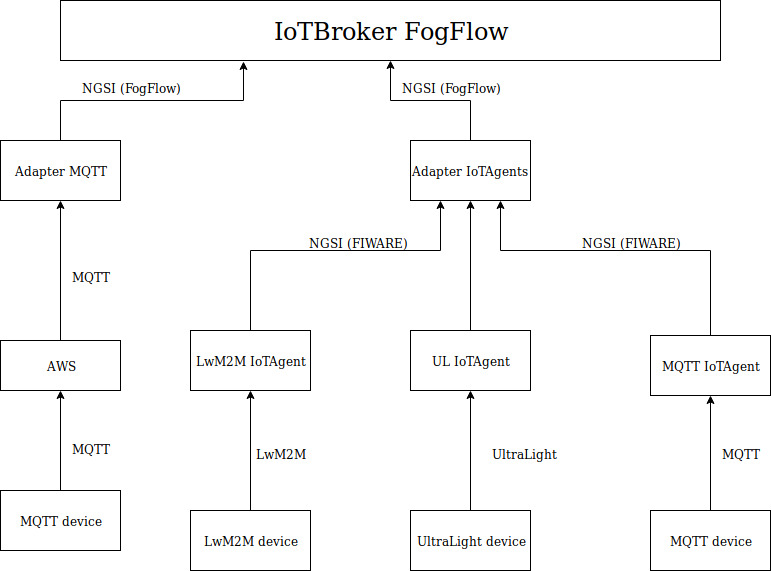 IoTBroker FogFlow
NGSI (FogFlow)
NGSI (FogFlow)
Adapter MQTT
Adapter IoTAgents
NGSI (FIWARE)
NGSI (FIWARE)
MQTT
AWS
LwM2M IoTAgent
UL IoTAgent
MQTT IoTAgent
MQTT
LwM2M
UltraLight
MQTT
MQTT device
LwM2M device
UltraLight device
MQTT device